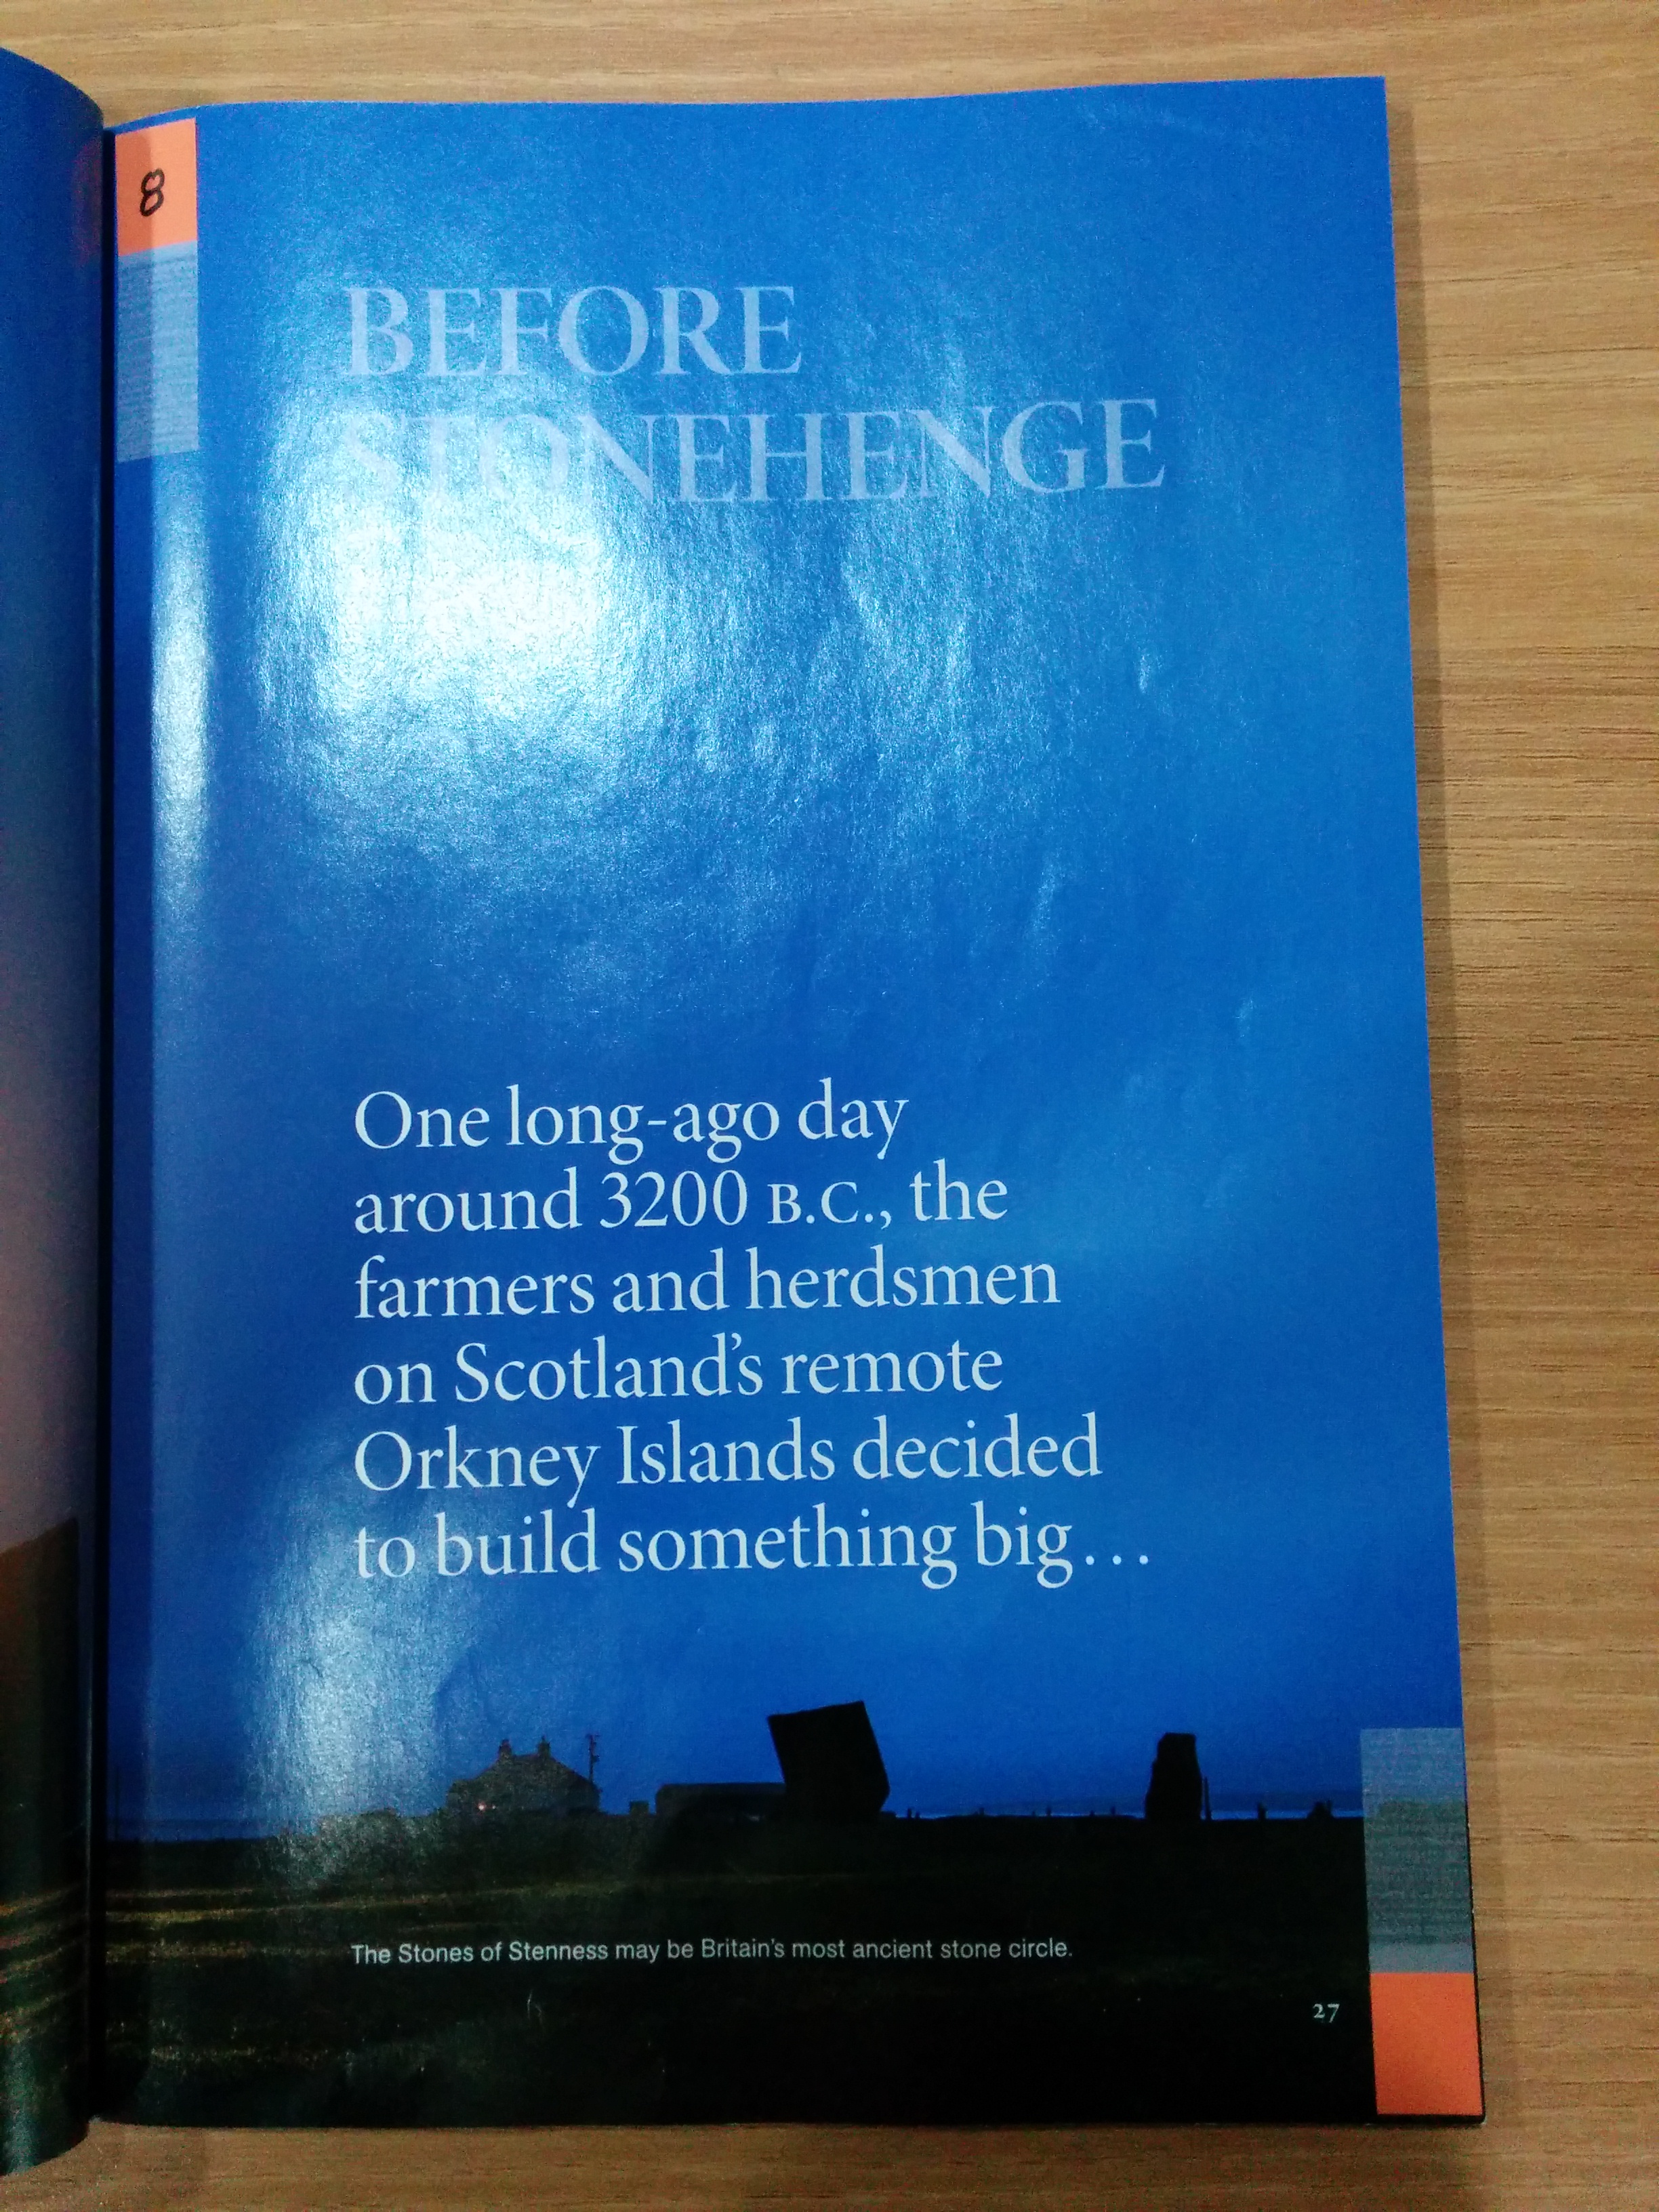 8
BEFORE
STONEHENGE
One long-ago day
around 3200 B.C., the
farmers and herdsmen
on Scotland's remote
Orkney Islands decided
to build something big...
The Stones of Stenness may be Britain's most ancient stone circle.
27